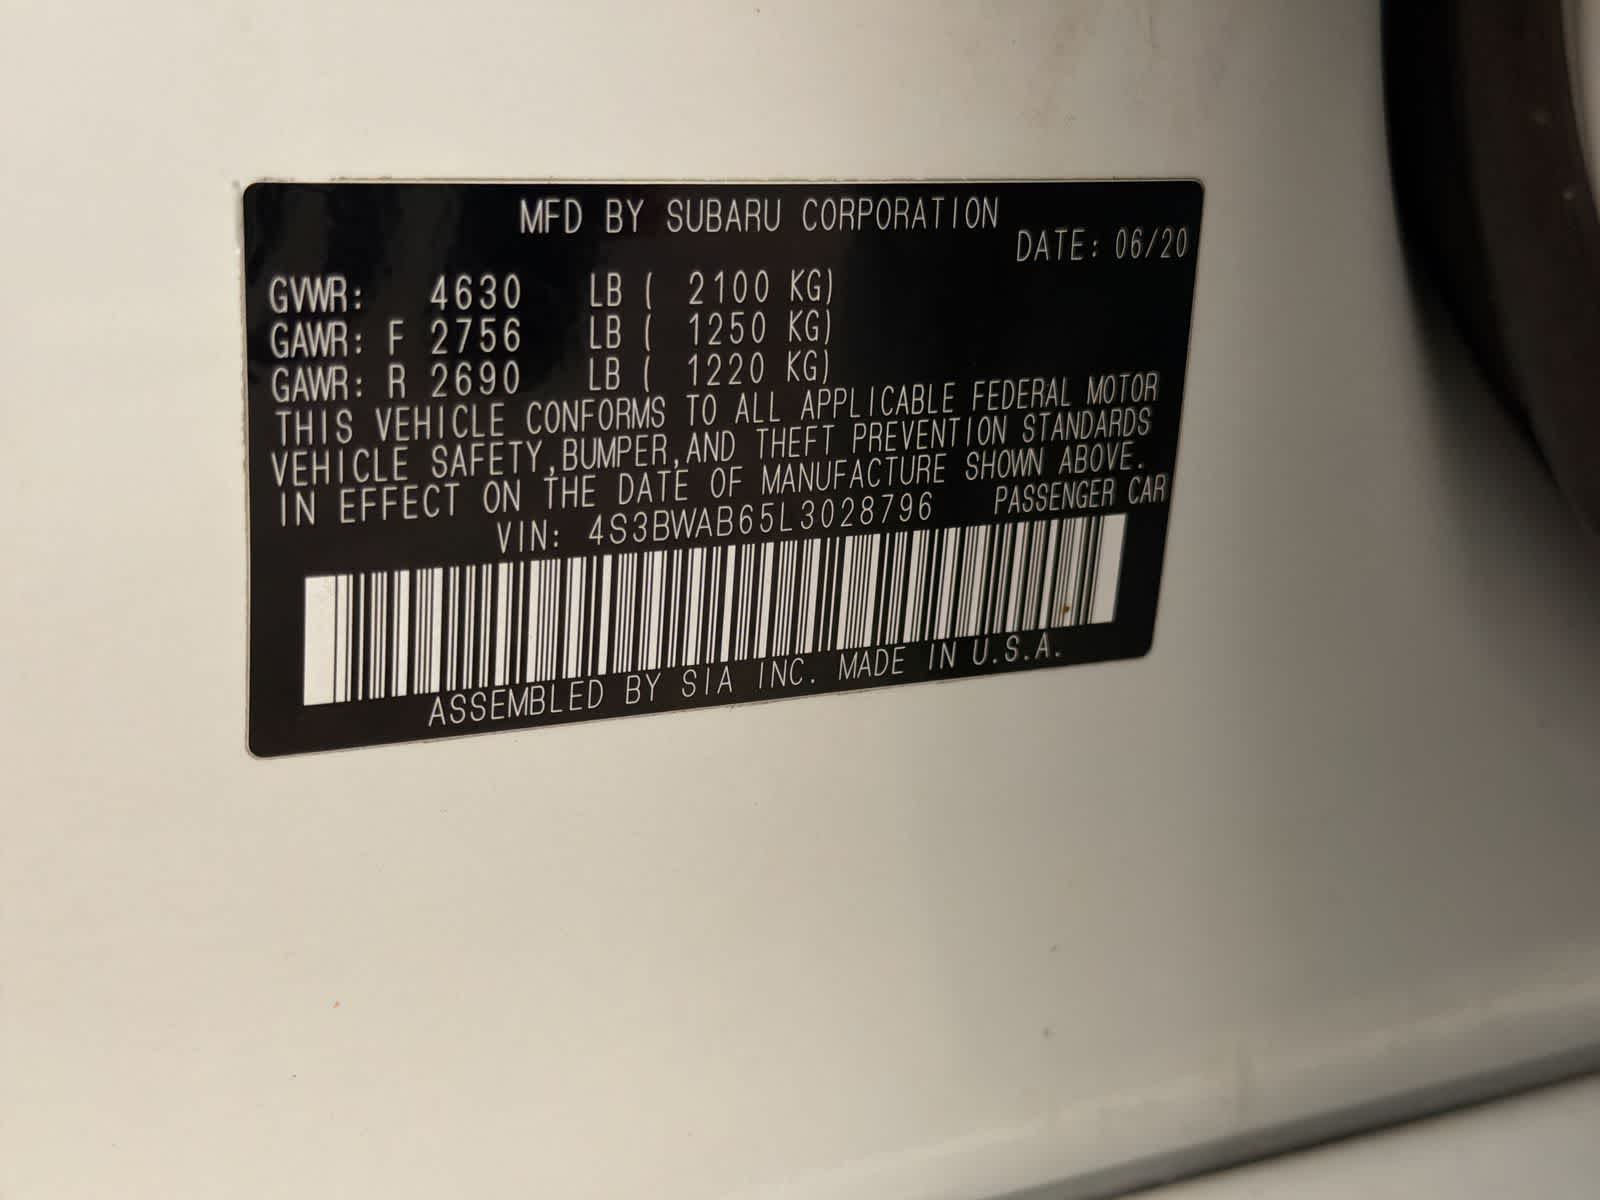 MFD BY SUBARU CORPORATION
DATE: 06/20
GVWR: 4630 LB ( 2100 KG)
GAWR: F 2756 LB ( 1250 KG)
GAWR: R 2690 LB ( 1220 KG)
THIS VEHICLE CONFORMS TO ALL APPLICABLE FEDERAL MOTOR
VEHICLE SAFETY,BUMPER,AND THEFT PREVENTION STANDARDS
IN EFFECT ON THE DATE OF MANUFACTURE SHOWN ABOVE.
VIN: 4S3BWAB65L3028796 PASSENGER CAR
ASSEMBLED BY SIA INC. MADE IN U.S.A.